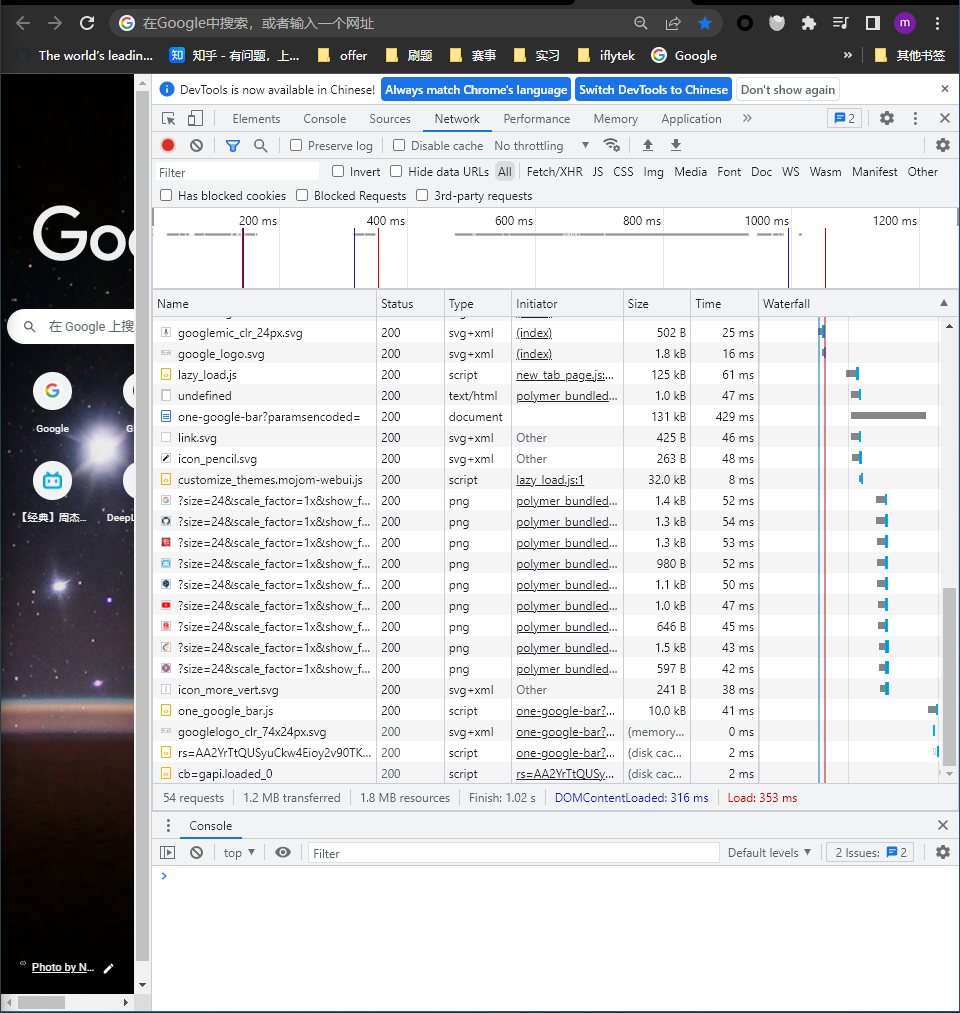 在Google中搜索，或者输入一个网址
m
The world's leadin...
知 知乎 - 有问题，上...
offer
刷题
赛事
实习
iflytek
Google
»
其他书签
DevTools is now available in Chinese!
Always match Chrome's language
Switch DevTools to Chinese
Don't show again
Elements Console Sources Network Performance Memory Application » 2
Preserve log Disable cache No throttling
Filter Invert Hide data URLs All Fetch/XHR JS CSS Img Media Font Doc WS Wasm Manifest Other
Has blocked cookies Blocked Requests 3rd-party requests
200 ms 400 ms 600 ms 800 ms 1000 ms 1200 ms
Name Status Type Initiator Size Time Waterfall
googlemic_clr_24px.svg 200 svg+xml (index) 502 B 25 ms
google_logo.svg 200 svg+xml (index) 1.8 kB 16 ms
lazy_load.js 200 script new_tab_page.js:... 125 kB 61 ms
undefined 200 text/html polymer_bundled... 1.0 kB 47 ms
one-google-bar?paramsencoded= 200 document 131 kB 429 ms
link.svg 200 svg+xml Other 425 B 46 ms
icon_pencil.svg 200 svg+xml Other 263 B 48 ms
customize_themes.mojom-webui.js 200 script lazy_load.js:1 32.0 kB 8 ms
?size=24&scale_factor=1x&show_f... 200 png polymer_bundled... 1.4 kB 52 ms
?size=24&scale_factor=1x&show_f... 200 png polymer_bundled... 1.3 kB 54 ms
?size=24&scale_factor=1x&show_f... 200 png polymer_bundled... 1.3 kB 53 ms
?size=24&scale_factor=1x&show_f... 200 png polymer_bundled... 980 B 52 ms
?size=24&scale_factor=1x&show_f... 200 png polymer_bundled... 1.1 kB 50 ms
?size=24&scale_factor=1x&show_f... 200 png polymer_bundled... 1.0 kB 47 ms
?size=24&scale_factor=1x&show_f... 200 png polymer_bundled... 646 B 45 ms
?size=24&scale_factor=1x&show_f... 200 png polymer_bundled... 1.5 kB 43 ms
?size=24&scale_factor=1x&show_f... 200 png polymer_bundled... 597 B 42 ms
icon_more_vert.svg 200 svg+xml Other 241 B 38 ms
one_google_bar.js 200 script one-google-bar?... 10.0 kB 41 ms
googlelogo_clr_74x24px.svg 200 svg+xml one-google-bar?... (memory... 0 ms
rs=AA2YrTtQUSyuCkw4Eioy2v90TK... 200 script one-google-bar?... (disk cac... 2 ms
cb=gapi.loaded_0 200 script rs=AA2YrTtQUSy... (disk cac... 2 ms
54 requests 1.2 MB transferred 1.8 MB resources Finish: 1.02 s DOMContentLoaded: 316 ms Load: 353 ms
Console
top Filter Default levels 2 Issues: 2
Goo
在 Google 上搜
Google
【经典】周杰...
DeepL
Photo by N...